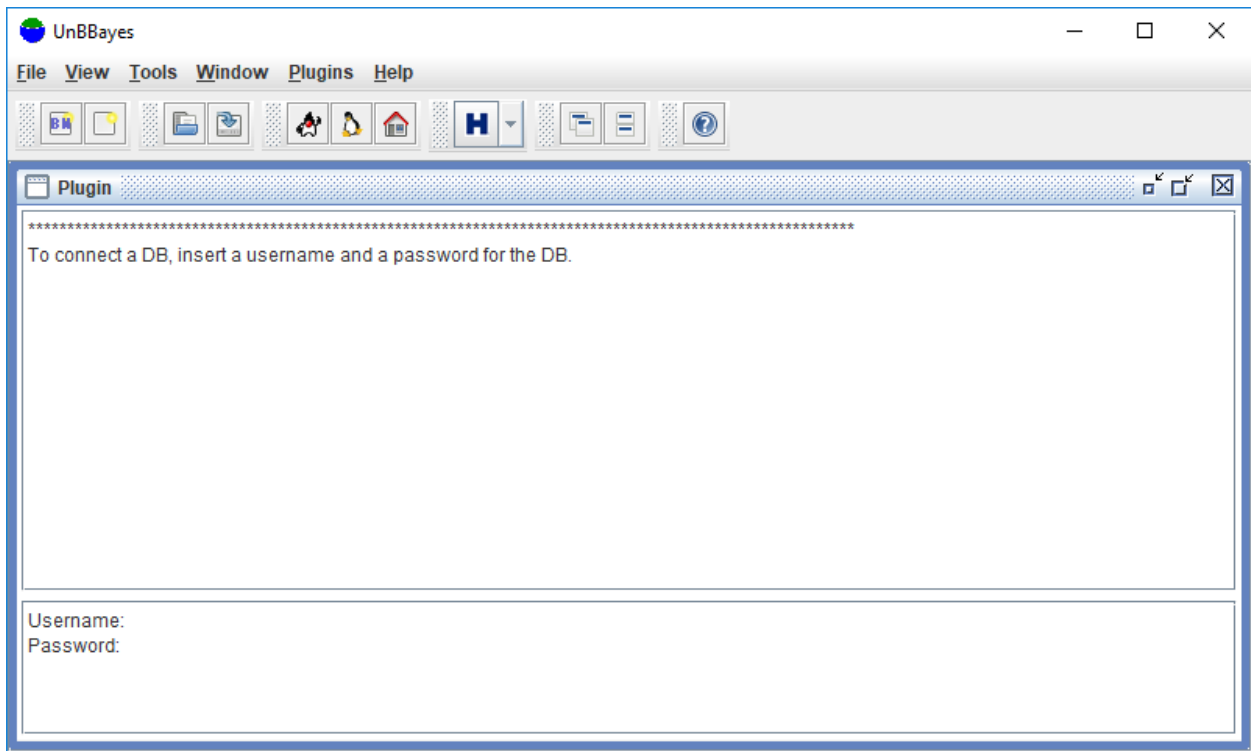 UnBBayes
File View Tools Window Plugins Help
BN H ?
Plugin
**********************************************************************************************************
To connect a DB, insert a username and a password for the DB.
Username:
Password: